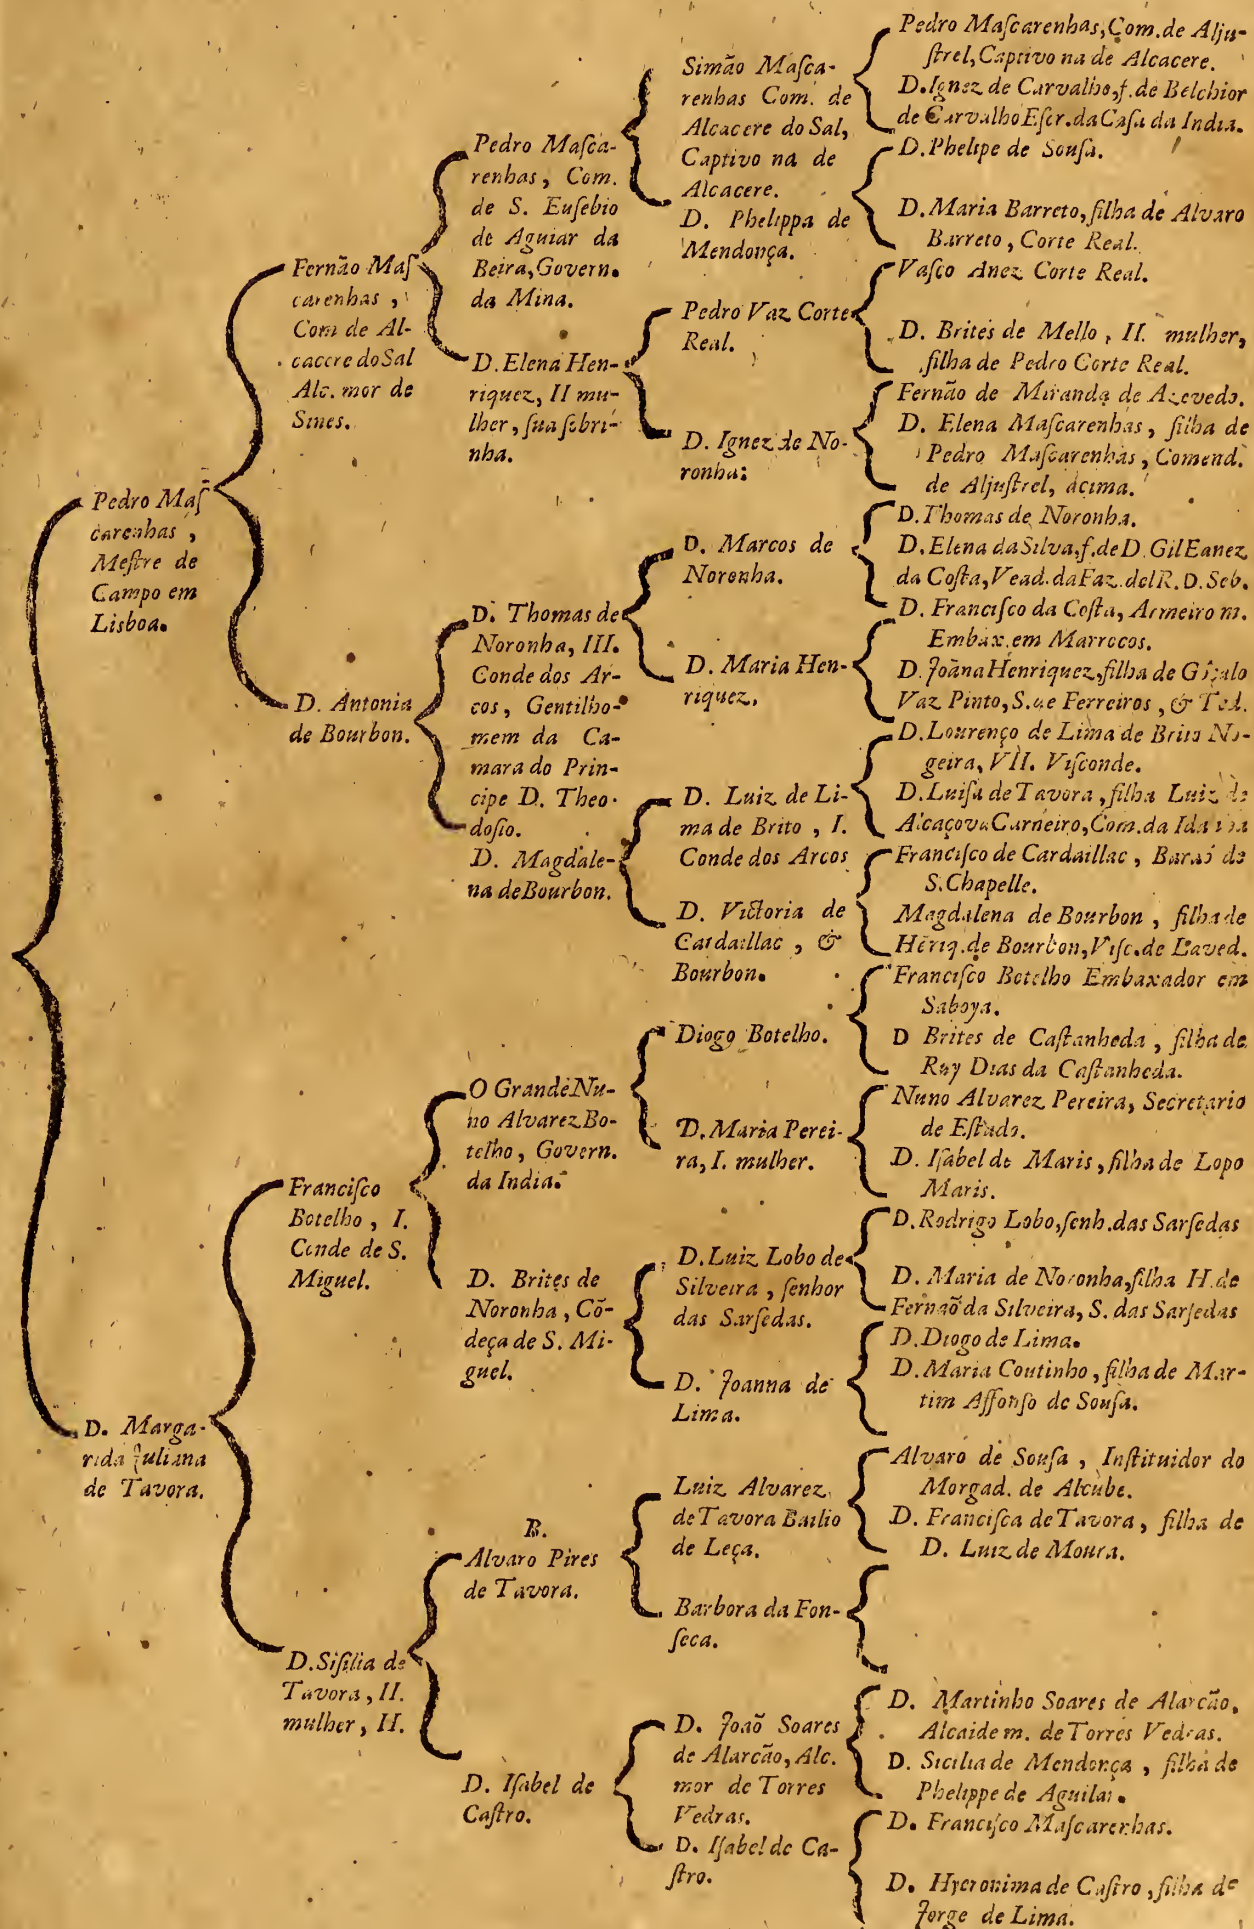 Pedro Maſ
carenhas,
Meſtre de
Campo em
Lisboa.
D. Marga-
rida Juliana
de Tavora.
Fernão Maſ
carenhas,
Com de Al-
cacere do Sal
Alc. mor de
Sines.
D. Antonia
de Bourbon.
Franciſco
Botelho, I.
Conde de S.
Miguel.
D. Siſilia de
Tavora, II.
mulher, H.
Pedro Maſca-
renhas, Com.
de S. Euſebio
de Aguiar da
Beira, Govern.
da Mina.
D. Elena Hen-
riquez, II mu-
lher, ſua ſobri-
nha.
D. Thomas de
Noronha, III.
Conde dos Ar-
cos, Gentilho-
mem da Ca-
mara do Prin-
cipe D. Theo-
doſio.
D. Magdale-
na de Bourbon.
O Grande Nu-
no Alvarez Bo-
telho, Govern.
da India.
D. Brites de
Noronha, Cõ-
deça de S. Mi-
guel.
B.
Alvaro Pires
de Tavora.
D. Iſabel de
Caſtro.
Simão Maſca-
renhas Com. de
Alcacere do Sal,
Captivo na de
Alcacere.
D. Phelippa de
Mendonça.
Pedro Vaz Corte
Real.
D. Ignez de No-
ronha:
D. Marcos de
Noronha.
D. Maria Hen-
riquez.
D. Luiz de Li-
ma de Brito, I.
Conde dos Arcos
D. Victoria de
Cardaillac, &
Bourbon.
Diogo Botelho.
D. Maria Perei-
ra, I. mulher.
D. Luiz Lobo de
Silveira, ſenhor
das Sarſedas.
D. Joanna de
Lima.
Luiz Alvarez
de Tavora Bailio
de Leça.
Barbora da Fon-
ſeca.
D. Joaõ Soares
de Alarcão, Alc.
mor de Torres
Vedras.
D. Iſabel de Ca-
ſtro.
Pedro Maſcarenhas, Com. de Alju-
ſtrel, Captivo na de Alcacere.
D. Ignez de Carvalho, f. de Belchior
de Carvalho Eſcr. da Caſa da India.
D. Phelipe de Souſa.
D. Maria Barreto, filha de Alvaro
Barreto, Corte Real.
Vaſco Anez Corte Real.
D. Brites de Mello, II. mulher,
filha de Pedro Corte Real.
Fernão de Miranda de Azevedo.
D. Elena Maſcarenhas, filha de
Pedro Maſcarenhas, Comend.
de Aljuſtrel, acima.
D. Thomas de Noronha.
D. Elena da Silva, f. de D. Gil Eanez
da Coſta, Vead. da Faz. del R. D. Seb.
D. Franciſco da Coſta, Armeiro m.
Embax. em Marrocos.
D. Joana Henriquez, filha de
Vaz Pinto, S. de Ferreiros, &
D. Lourenço de Lima de Brito No-
geira, VII. Viſconde.
D. Luiſa de Tavora, filha Luiz de
Alcaçova Carneiro, Com. da
Franciſco de Cardaillac, Baraõ de
S. Chapelle.
Magdalena de Bourbon, filha de
Hẽriq. de Bourbon, Viſc. de Laved.
Franciſco Botelho Embaxador em
Saboya.
D Brites de Caſtanheda, filha de
Ruy Dias da Caſtanheda.
Nuno Alvarez Pereira, Secretario
de Eſtado.
D. Iſabel de Maris, filha de Lopo
Maris.
D. Rodrigo Lobo, ſenh. das Sarſedas
D. Maria de Noronha, filha H. de
Fernaõ da Silveira, S. das Sarſedas
D. Diogo de Lima.
D. Maria Coutinho, filha de Mar-
tim Affonſo de Souſa.
Alvaro de Souſa, Inſtituidor do
Morgad. de Alcube.
D. Franciſca de Tavora, filha de
D. Luiz de Moura.
D. Martinho Soares de Alarcão,
Alcaide m. de Torres Vedras.
D. Sicilia de Mendonça, filha de
Phelippe de Aguilar.
D. Franciſco Maſcarenhas.
D. Hyeronima de Caſtro, filha de
Jorge de Lima.